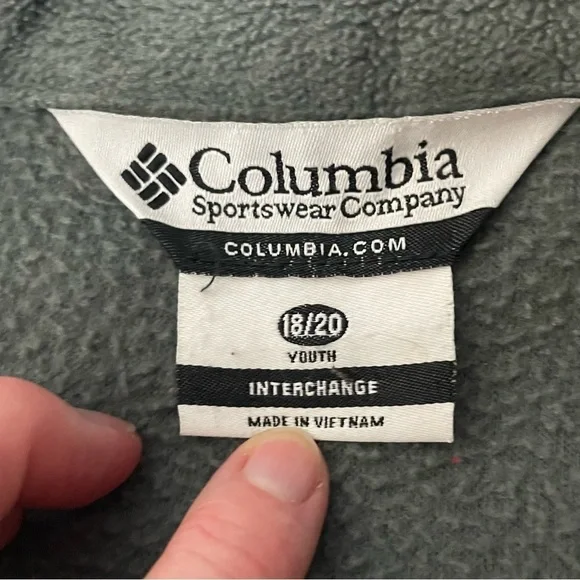 Columbia
Sportswear Company
COLUMBIA.COM
18/20
YOUTH
INTERCHANGE
MADE IN VIETNAM